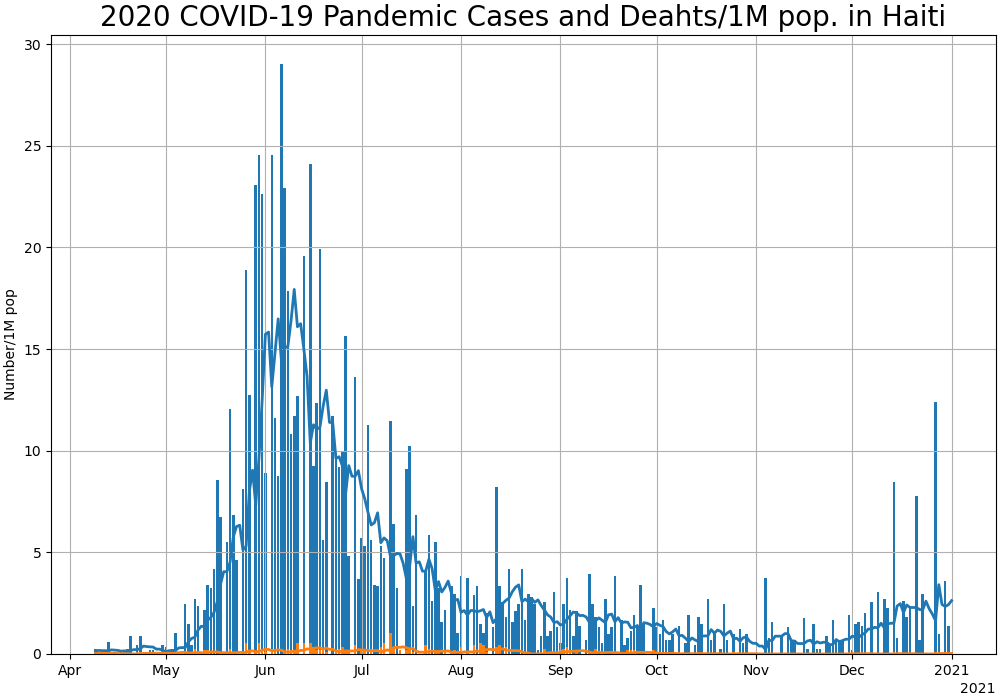 2020 COVID-19 Pandemic Cases and Deahts/1M pop. in Haiti
Number/1M pop
30
25
20
15
10
5
0
Apr May Jun Jul Aug Sep Oct Nov Dec 2021
2021